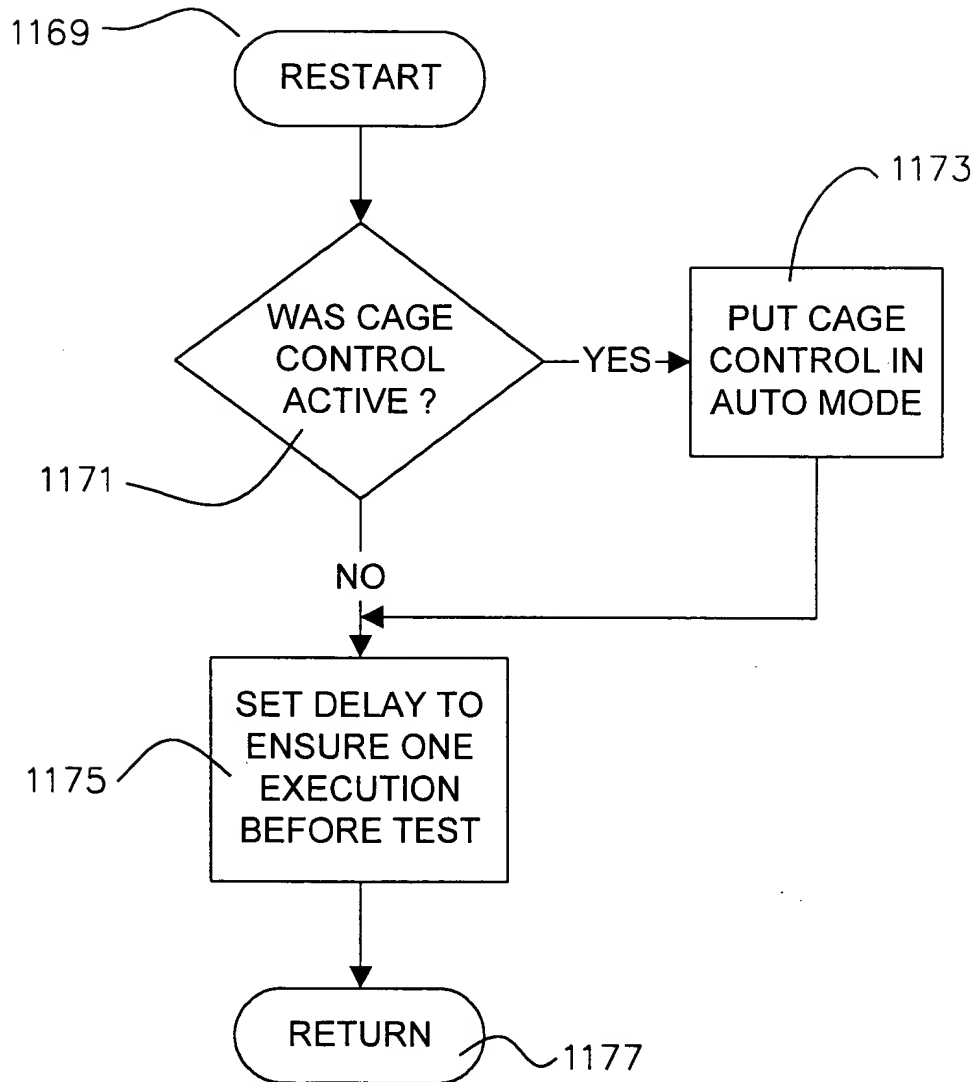 1169
RESTART
1173
WAS CAGE
CONTROL
ACTIVE ?
YES
PUT CAGE
CONTROL IN
AUTO MODE
1171
NO
SET DELAY TO
ENSURE ONE
EXECUTION
BEFORE TEST
1175
RETURN
1177